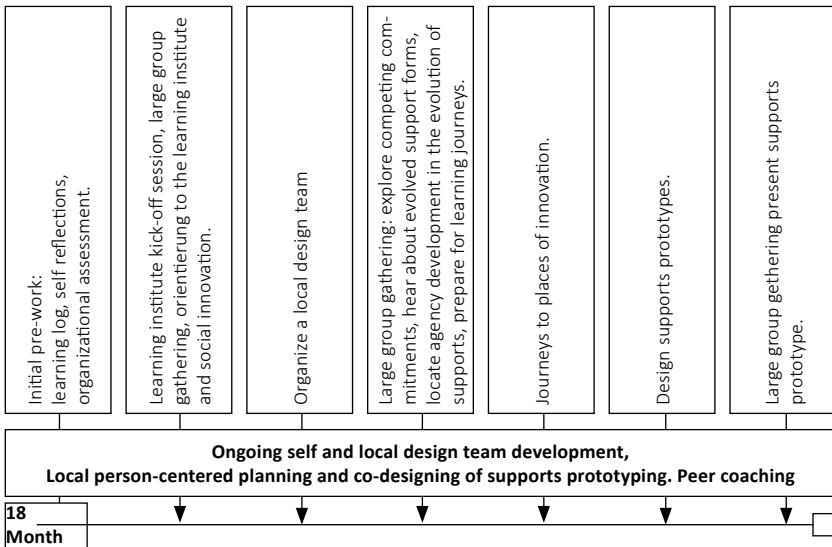 Initial pre-work:
learning log, self reflections,
organizational assessment.
Learning institute kick-off session, large group
gathering, orientierung to the learning institute
and social innovation.
Organize a local design team
Large group gathering: explore competing com-
mitments, hear about evolved support forms,
locate agency development in the evolution of
supports, prepare for learning journeys.
Journeys to places of innovation.
Design supports prototypes.
Large group gethering present supports
prototype.
Ongoing self and local design team development,
Local person-centered planning and co-designing of supports prototyping. Peer coaching
18
Month